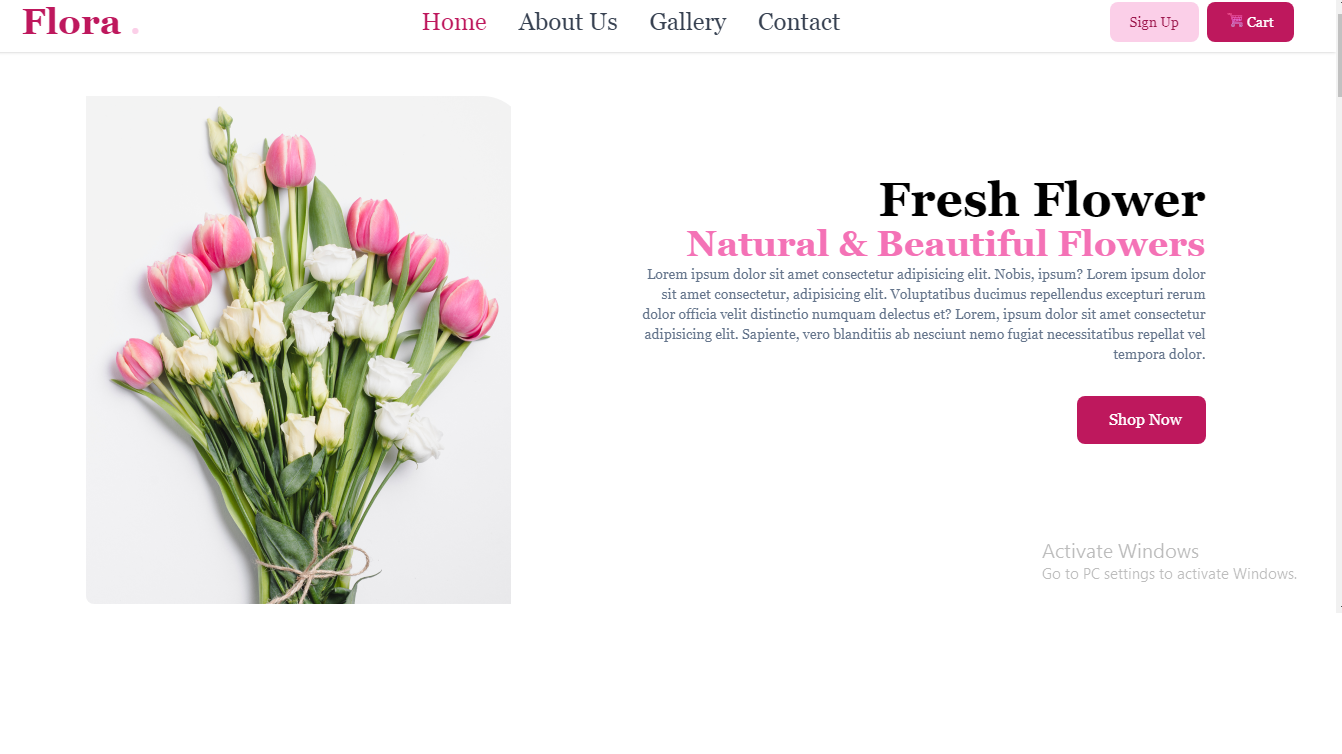 Flora .
Home About Us Gallery Contact
Sign Up Cart
Fresh Flower
Natural & Beautiful Flowers
Lorem ipsum dolor sit amet consectetur adipisicing elit. Nobis, ipsum? Lorem ipsum dolor
sit amet consectetur, adipisicing elit. Voluptatibus ducimus repellendus excepturi rerum
dolor officia velit distinctio numquam delectus et? Lorem, ipsum dolor sit amet consectetur
adipisicing elit. Sapiente, vero blanditiis ab nesciunt nemo fugiat necessitatibus repellat vel
tempora dolor.
Shop Now
Activate Windows
Go to PC settings to activate Windows.